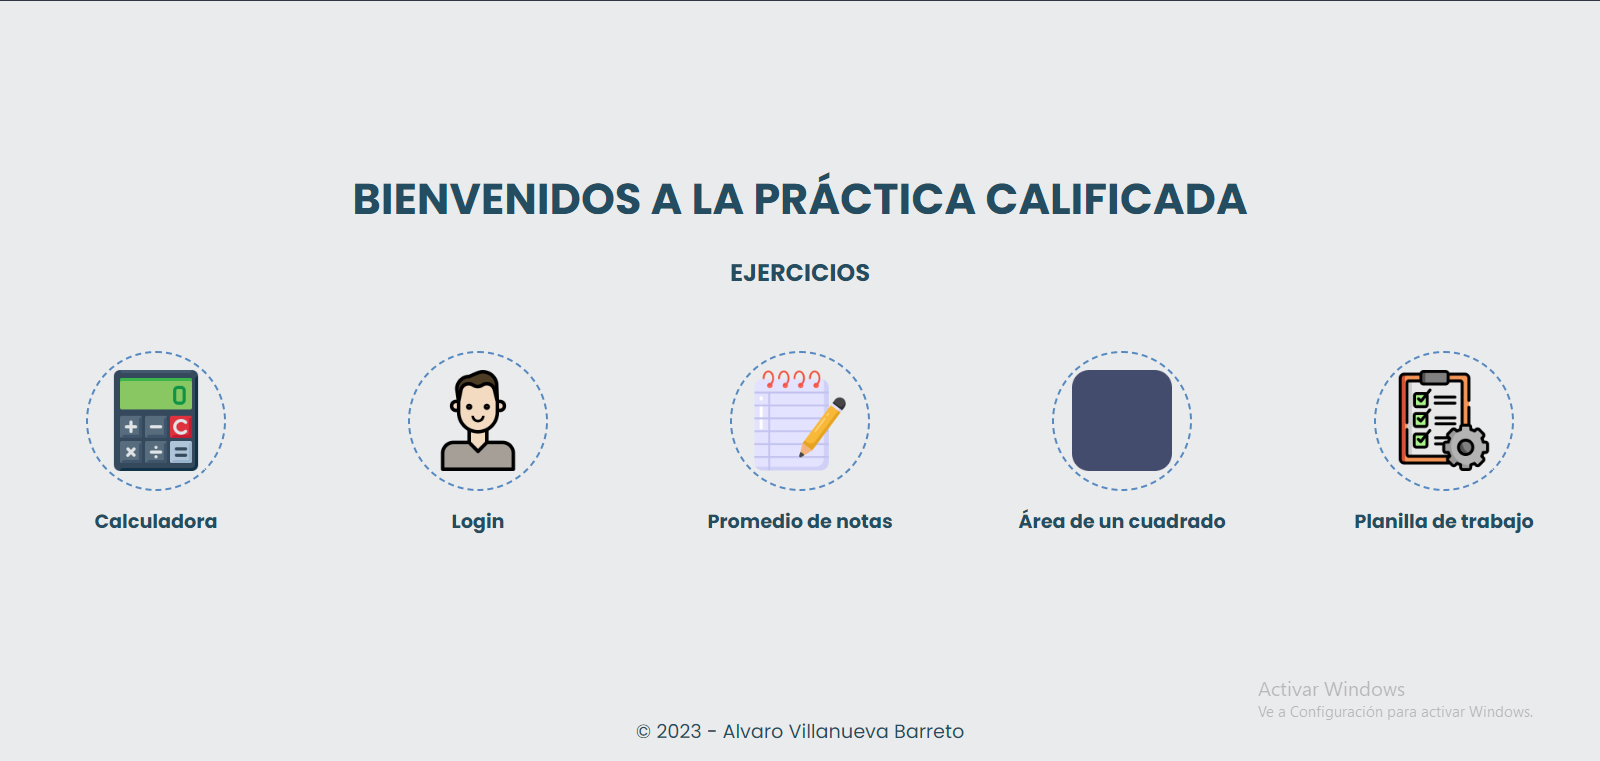 BIENVENIDOS A LA PRÁCTICA CALIFICADA
EJERCICIOS
0
+ − C
× ÷ =
Calculadora
Login
Promedio de notas
Área de un cuadrado
Planilla de trabajo
Activar Windows
Ve a Configuración para activar Windows.
© 2023 - Alvaro Villanueva Barreto